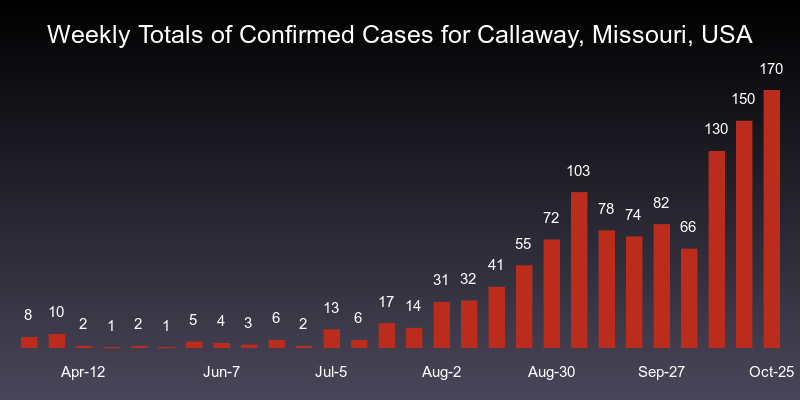 Weekly Totals of Confirmed Cases for Callaway, Missouri, USA
8 10 2 1 2 1 5 4 3 6 2 13 6 17 14 31 32 41 55 72 103 78 74 82 66 130 150 170
Apr-12 Jun-7 Jul-5 Aug-2 Aug-30 Sep-27 Oct-25